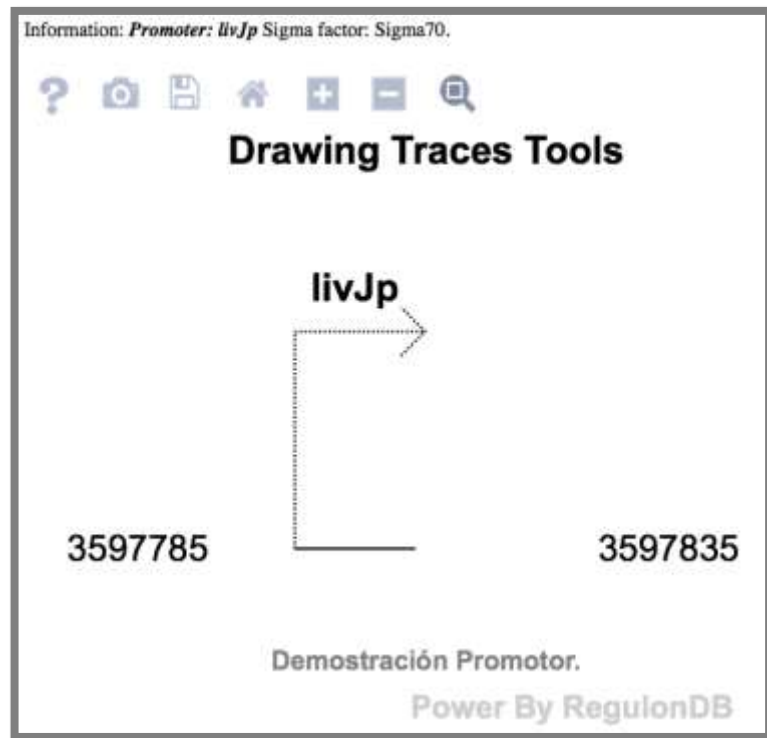 Information: Promoter: livJp Sigma factor: Sigma70.
Drawing Traces Tools
livJp
3597785 3597835
Demostración Promotor.
Power By RegulonDB